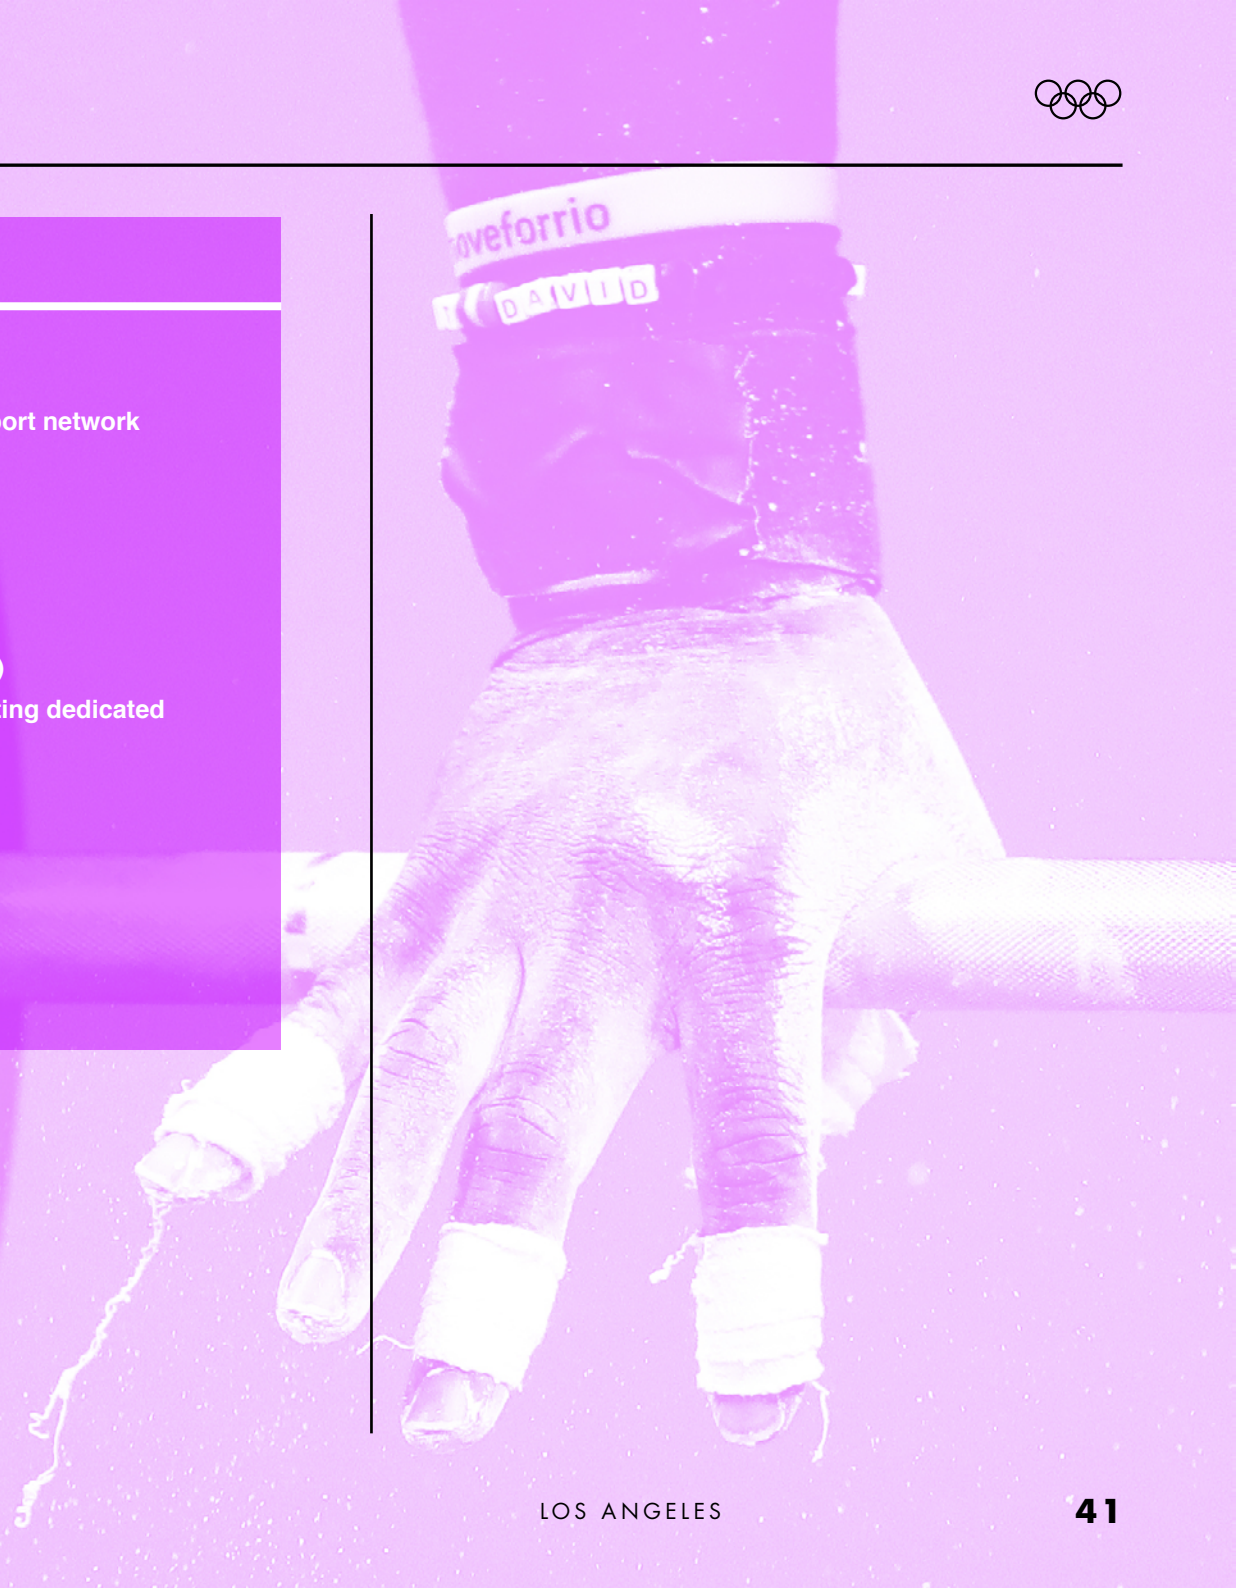 oveforrio
DAVID
ort network
ing dedicated
LOS ANGELES
41